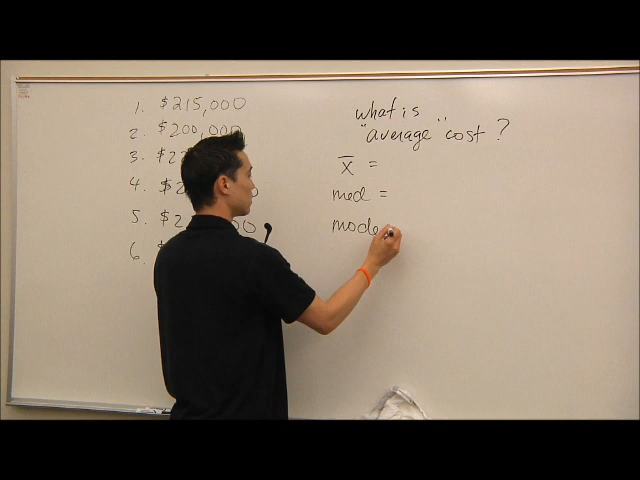 1. $215,000
2. $200,000
3. $2
4. $2
5. $2
6. $
what is
"average" cost ?
x̄ =
med =
mode